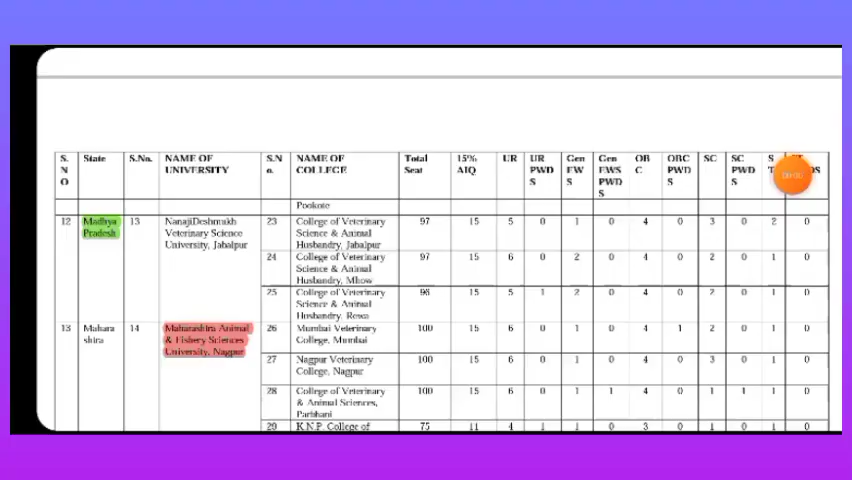 S. N O | State | S.No. | NAME OF UNIVERSITY | S.N o. | NAME OF COLLEGE | Total Seat | 15% AIQ | UR | UR PWD S | Gen EW S | Gen EWS PWD S | OB C | OBC PWD S | SC | SC PWD S | S
Pookote
12 | Madhya Pradesh | 13 | NanajiDeshmukh Veterinary Science University, Jabalpur | 23 | College of Veterinary Science & Animal Husbandry, Jabalpur | 97 | 15 | 5 | 0 | 1 | 0 | 4 | 0 | 3 | 0 | 2 | 0
24 | College of Veterinary Science & Animal Husbandry, Mhow | 97 | 15 | 6 | 0 | 2 | 0 | 4 | 0 | 2 | 0 | 1 | 0
25 | College of Veterinary Science & Animal Husbandry, Rewa | 96 | 15 | 5 | 1 | 2 | 0 | 4 | 0 | 2 | 0 | 1 | 0
13 | Mahara shtra | 14 | Maharashtra Animal & Fishery Sciences University, Nagpur | 26 | Mumbai Veterinary College, Mumbai | 100 | 15 | 6 | 0 | 1 | 0 | 4 | 1 | 2 | 0 | 1 | 0
27 | Nagpur Veterinary College, Nagpur | 100 | 15 | 6 | 0 | 1 | 0 | 4 | 0 | 3 | 0 | 1 | 0
28 | College of Veterinary & Animal Sciences, Parbhani | 100 | 15 | 6 | 0 | 1 | 1 | 4 | 0 | 1 | 1 | 1 | 0
29 | K.N.P. College of | 75 | 11 | 4 | 1 | 1 | 0 | 3 | 0 | 1 | 0 | 1 | 0